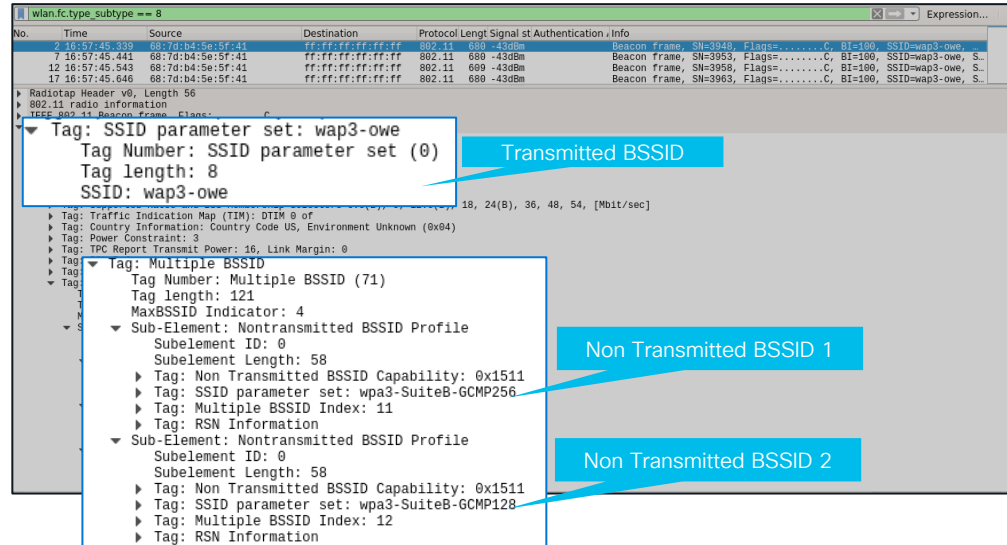 wlan.fc.type_subtype == 8
Expression...
No. Time Source Destination Protocol Lengt Signal st Authentication Info
2 16:57:45.339 68:7d:b4:5e:5f:41 ff:ff:ff:ff:ff:ff 802.11 680 -43dBm Beacon frame, SN=3948, Flags=........C, BI=100, SSID=wap3-owe, …
7 16:57:45.441 68:7d:b4:5e:5f:41 ff:ff:ff:ff:ff:ff 802.11 680 -43dBm Beacon frame, SN=3953, Flags=........C, BI=100, SSID=wap3-owe, S…
12 16:57:45.543 68:7d:b4:5e:5f:41 ff:ff:ff:ff:ff:ff 802.11 609 -43dBm Beacon frame, SN=3958, Flags=........C, BI=100, SSID=wap3-owe, S…
17 16:57:45.646 68:7d:b4:5e:5f:41 ff:ff:ff:ff:ff:ff 802.11 680 -43dBm Beacon frame, SN=3963, Flags=........C, BI=100, SSID=wap3-owe, S…
Radiotap Header v0, Length 56
802.11 radio information
Tag: SSID parameter set: wap3-owe
Tag Number: SSID parameter set (0)
Tag length: 8
SSID: wap3-owe
Transmitted BSSID
18, 24(B), 36, 48, 54, [Mbit/sec]
Tag: Traffic Indication Map (TIM): DTIM 0 of
Tag: Country Information: Country Code US, Environment Unknown (0x04)
Tag: Power Constraint: 3
Tag: TPC Report Transmit Power: 16, Link Margin: 0
Tag: Multiple BSSID
Tag Number: Multiple BSSID (71)
Tag length: 121
MaxBSSID Indicator: 4
Sub-Element: Nontransmitted BSSID Profile
Subelement ID: 0
Subelement Length: 58
Tag: Non Transmitted BSSID Capability: 0x1511
Tag: SSID parameter set: wpa3-SuiteB-GCMP256
Tag: Multiple BSSID Index: 11
Tag: RSN Information
Non Transmitted BSSID 1
Sub-Element: Nontransmitted BSSID Profile
Subelement ID: 0
Subelement Length: 58
Tag: Non Transmitted BSSID Capability: 0x1511
Tag: SSID parameter set: wpa3-SuiteB-GCMP128
Tag: Multiple BSSID Index: 12
Tag: RSN Information
Non Transmitted BSSID 2